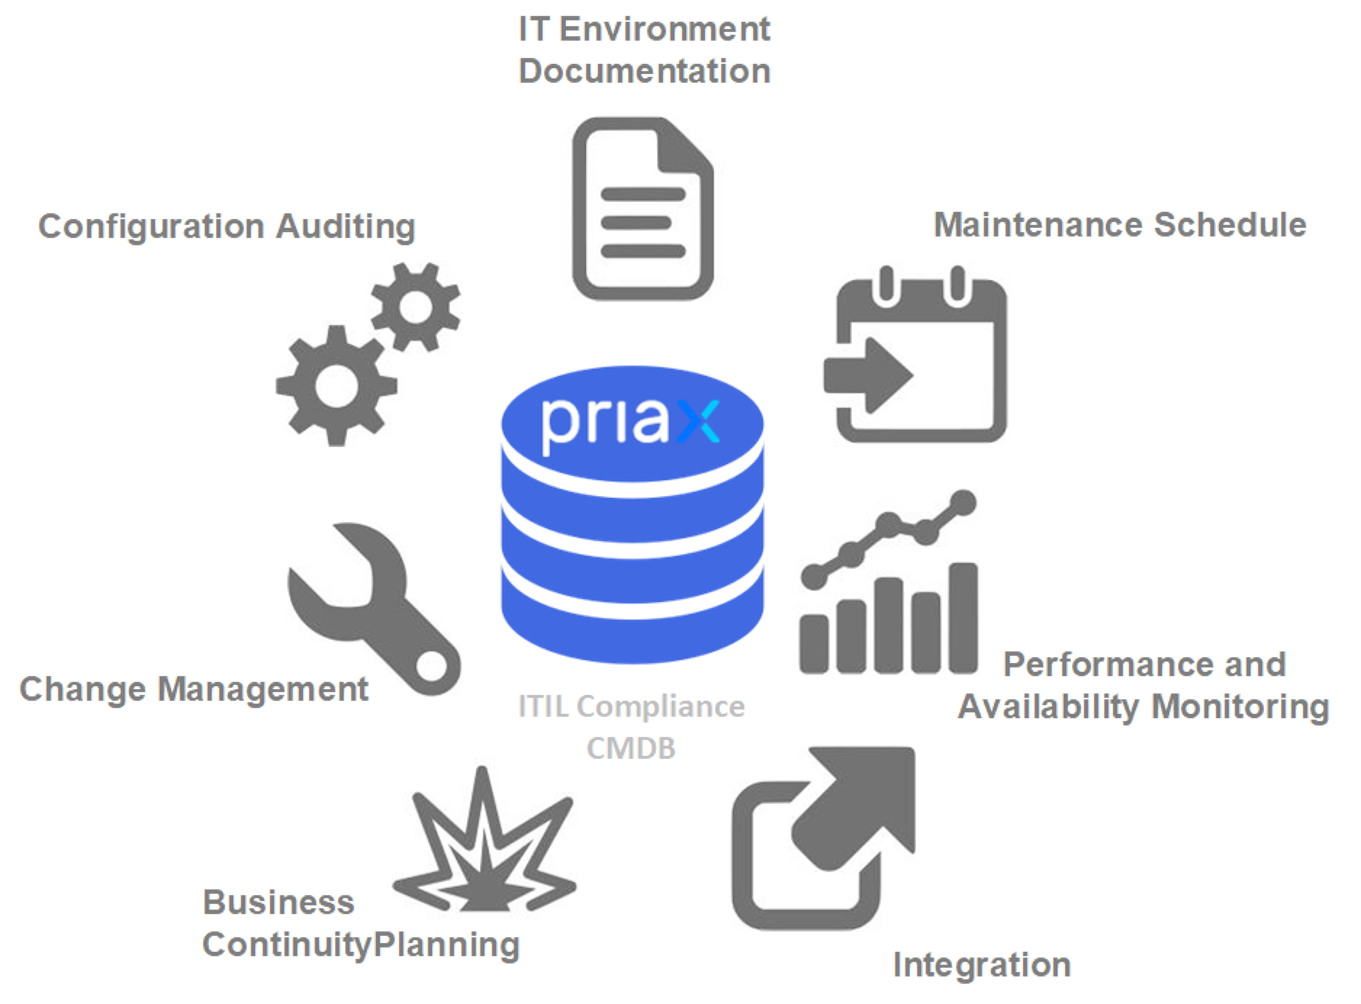 IT Environment
Documentation
Configuration Auditing
Maintenance Schedule
priax
Change Management
Performance and
Availability Monitoring
ITIL Compliance
CMDB
Business
ContinuityPlanning
Integration